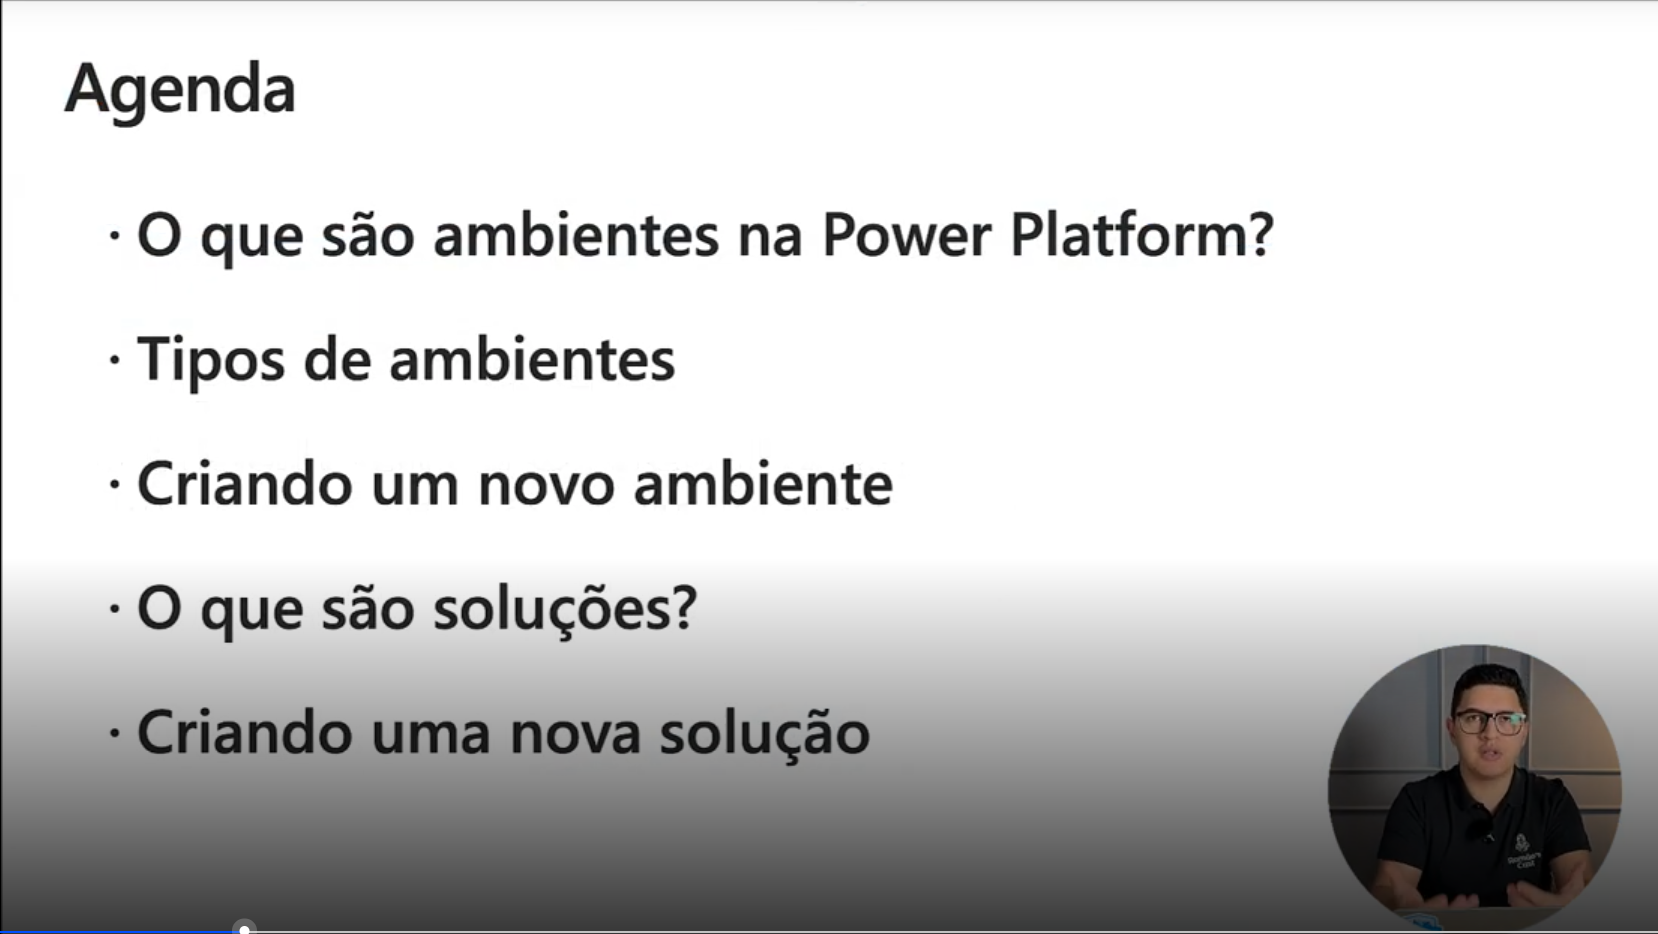 Agenda
· O que são ambientes na Power Platform?
· Tipos de ambientes
· Criando um novo ambiente
· O que são soluções?
· Criando uma nova solução